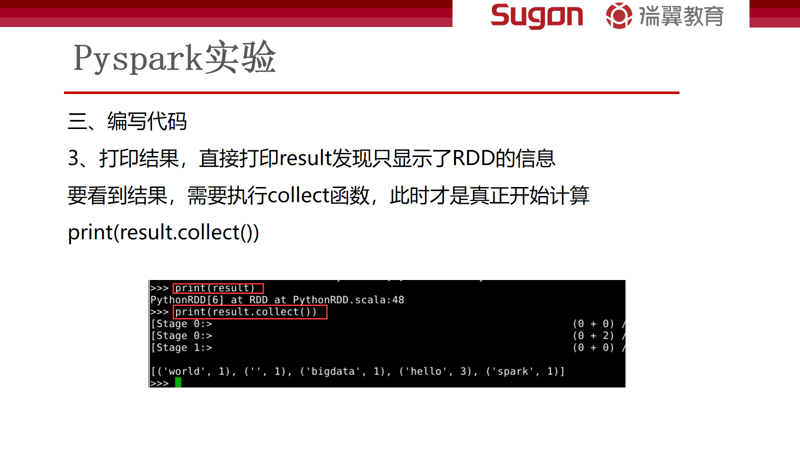 Sugon 瑞翼教育
Pyspark实验
三、编写代码
3、打印结果，直接打印result发现只显示了RDD的信息
要看到结果，需要执行collect函数，此时才是真正开始计算
print(result.collect())
>>> print(result)
PythonRDD[6] at RDD at PythonRDD.scala:48
>>> print(result.collect())
[Stage 0:> (0 + 0) /
[Stage 0:> (0 + 2) /
[Stage 1:> (0 + 0) /
[('world', 1), ('', 1), ('bigdata', 1), ('hello', 3), ('spark', 1)]
>>>